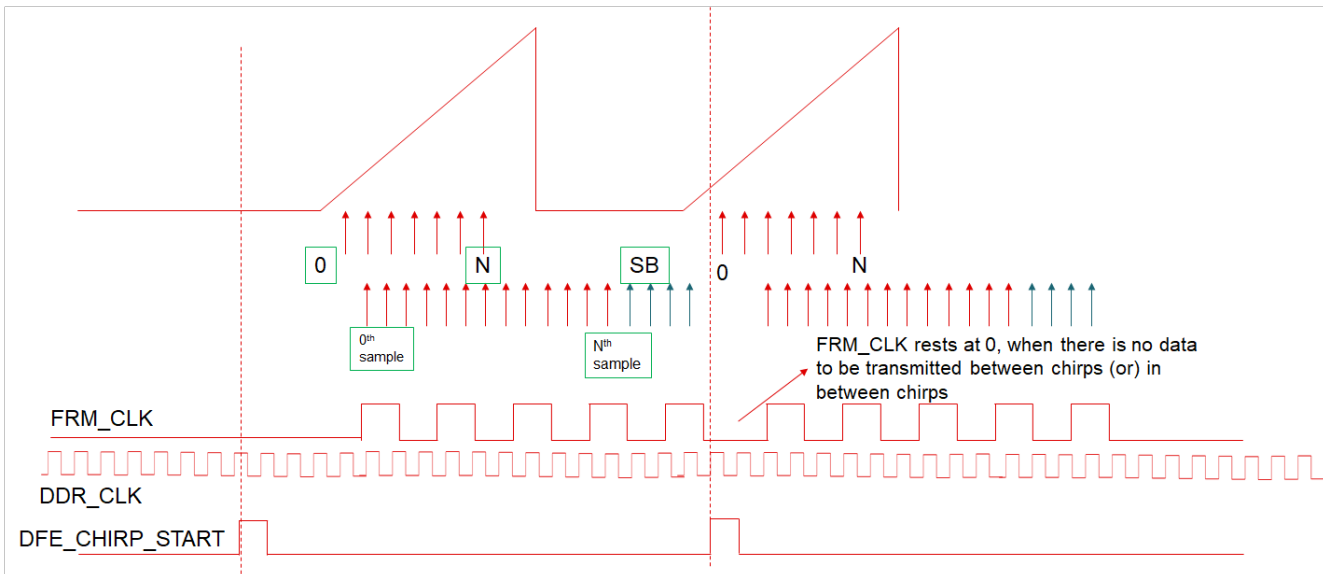 0
N
SB
0
N
0th
sample
Nth
sample
FRM_CLK rests at 0, when there is no data
to be transmitted between chirps (or) in
between chirps
FRM_CLK
DDR_CLK
DFE_CHIRP_START